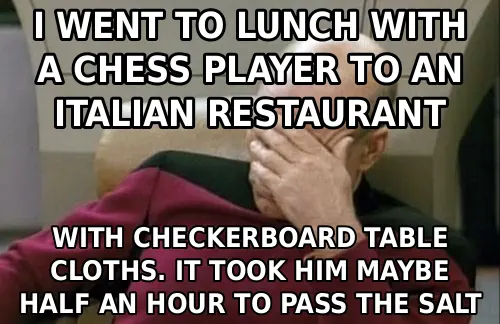 I WENT TO LUNCH WITH
A CHESS PLAYER TO AN
ITALIAN RESTAURANT
WITH CHECKERBOARD TABLE
CLOTHS. IT TOOK HIM MAYBE
HALF AN HOUR TO PASS THE SALT